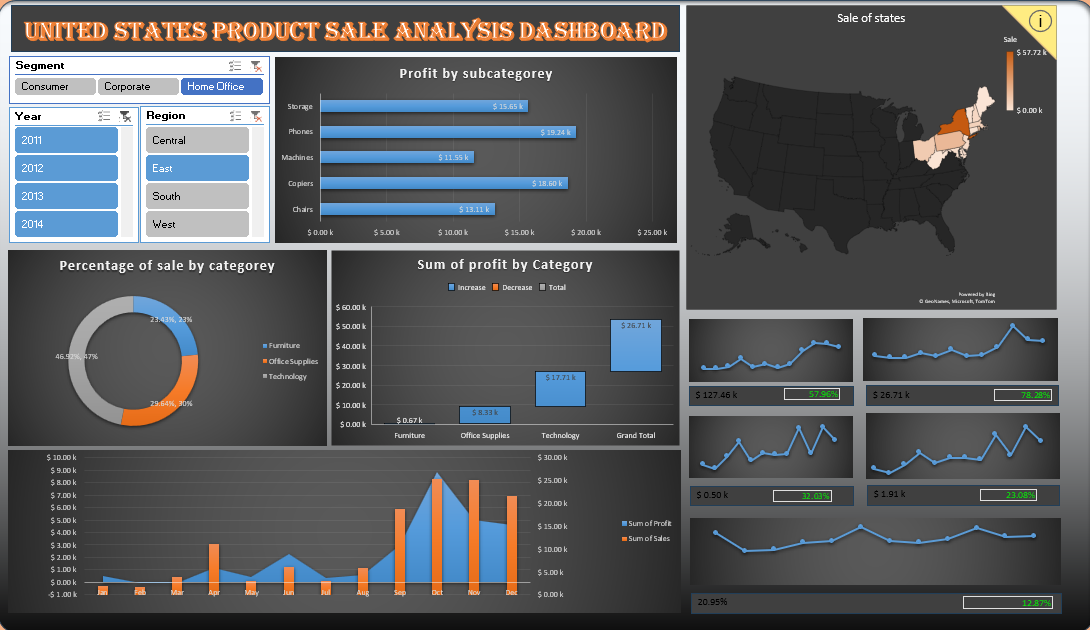 UNITED STATES PRODUCT SALE ANALYSIS DASHBOARD
Segment
Consumer
Corporate
Home Office
Year
2011
2012
2013
2014
Region
Central
East
South
West
Profit by subcategorey
Storage
$ 15.65 k
Phones
$ 19.24 k
Machines
$ 11.55 k
Copiers
$ 18.60 k
Chairs
$ 13.11 k
$ 0.00 k $ 5.00 k $ 10.00 k $ 15.00 k $ 20.00 k $ 25.00 k
Sale of states
i
Sale
$ 57.72 k
$ 0.00 k
Powered by Bing
© GeoNames, Microsoft, TomTom
Percentage of sale by categorey
23.43%, 23%
46.92%, 47%
29.64%, 30%
Furniture
Office Supplies
Technology
Sum of profit by Category
Increase Decrease Total
$ 60.00 k
$ 50.00 k
$ 40.00 k
$ 30.00 k
$ 20.00 k
$ 10.00 k
$ 0.00 k
$ 0.67 k
$ 8.33 k
$ 17.71 k
$ 26.71 k
Furniture Office Supplies Technology Grand Total
$ 127.46 k 57.96%
$ 26.71 k 78.28%
$ 0.50 k 32.03%
$ 1.91 k 23.08%
20.95% 12.87%
$ 10.00 k
$ 9.00 k
$ 8.00 k
$ 7.00 k
$ 6.00 k
$ 5.00 k
$ 4.00 k
$ 3.00 k
$ 2.00 k
$ 1.00 k
$ 0.00 k
-$ 1.00 k
$ 30.00 k
$ 25.00 k
$ 20.00 k
$ 15.00 k
$ 10.00 k
$ 5.00 k
$ 0.00 k
Jan Feb Mar Apr May Jun Jul Aug Sep Oct Nov Dec
Sum of Profit
Sum of Sales